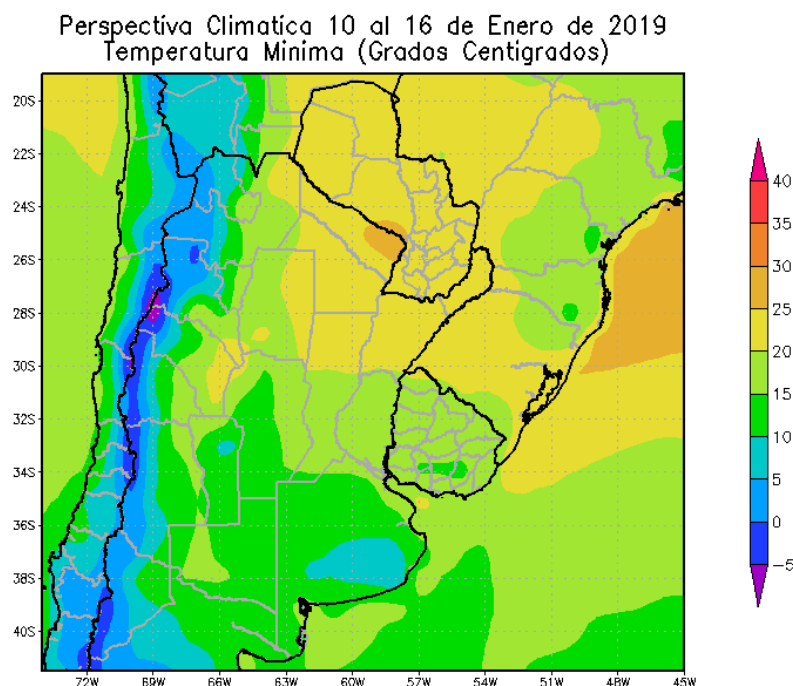 Perspectiva Climatica 10 al 16 de Enero de 2019
Temperatura Minima (Grados Centigrados)
20S
22S
24S
26S
28S
30S
32S
34S
36S
38S
40S
72W 69W 66W 63W 60W 57W 54W 51W 48W 45W
40
35
30
25
20
15
10
5
0
-5